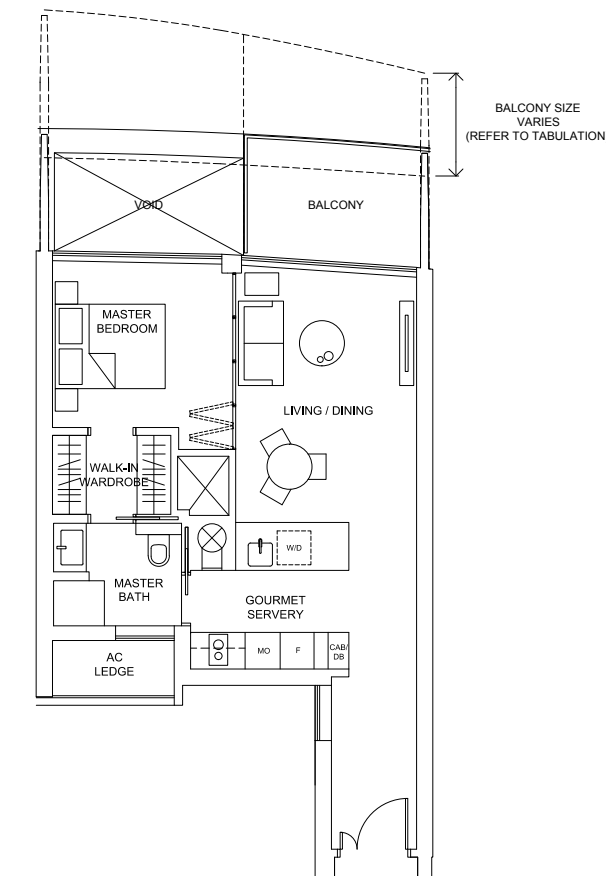 BALCONY SIZE
VARIES
(REFER TO TABULATION
VOID
BALCONY
MASTER
BEDROOM
LIVING / DINING
WALK-IN
WARDROBE
W/D
MASTER
BATH
GOURMET
SERVERY
AC
LEDGE
MO
F
CAB/
DB